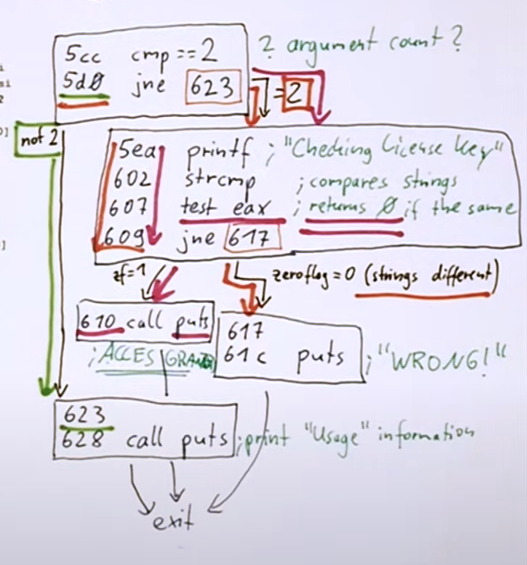 5cc cmp == 2 ? argument count ?
5d0 jne 623 =2
not 2
5ea printf ; "Checking License Key"
602 strcmp ; compares strings
607 test eax ; returns 0 if the same
609 jne 617
zf=1 zeroflag = 0 (strings different)
610 call puts
;ACCES GRANTED
617
61c puts ; "WRONG!"
623
628 call puts ;print "Usage" information
exit